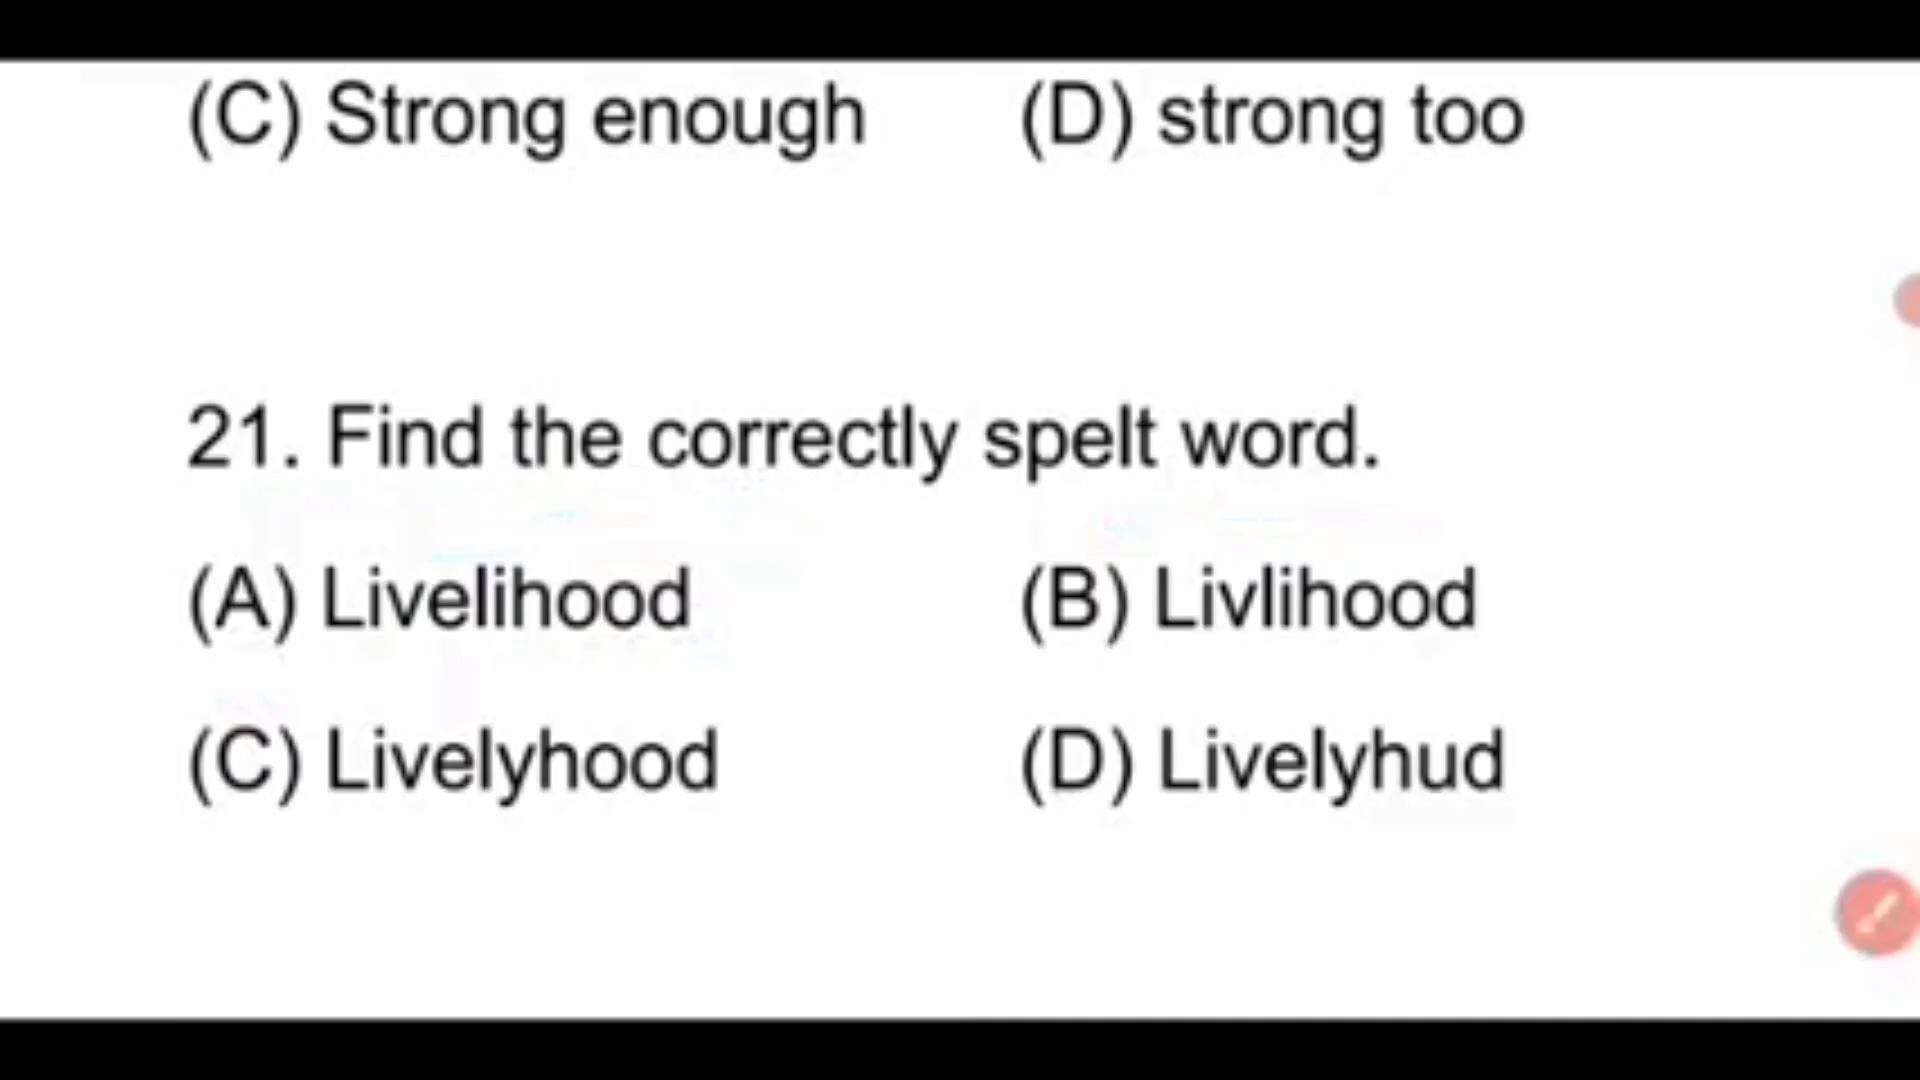 (C) Strong enough (D) strong too
21. Find the correctly spelt word.
(A) Livelihood (B) Livlihood
(C) Livelyhood (D) Livelyhud